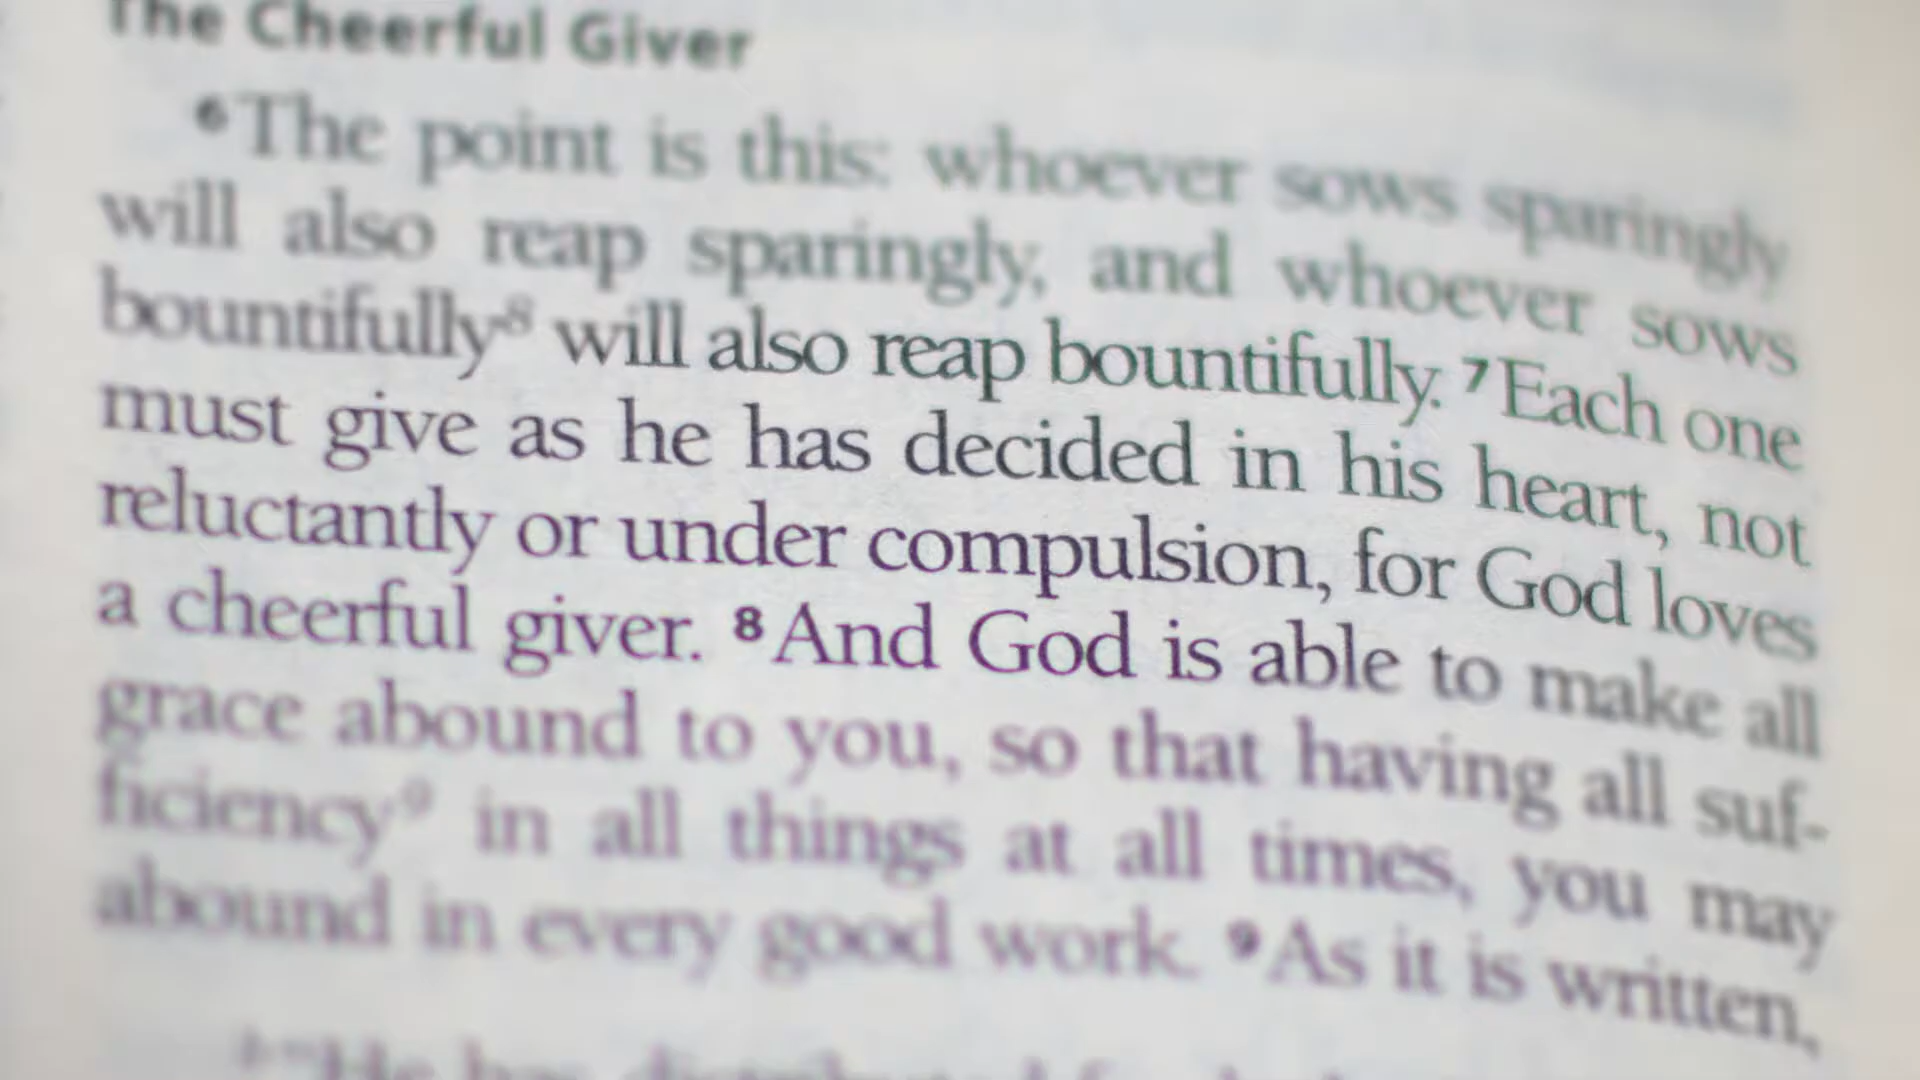 The Cheerful Giver
6 The point is this: whoever sows sparingly
will also reap sparingly, and whoever sows
bountifully8 will also reap bountifully. 7 Each one
must give as he has decided in his heart, not
reluctantly or under compulsion, for God loves
a cheerful giver. 8 And God is able to make all
grace abound to you, so that having all suf-
ficiency9 in all things at all times, you may
abound in every good work. 9 As it is written,
"He has distributed